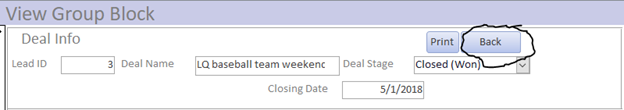 View Group Block
Deal Info Print Back
Lead ID 3 Deal Name LQ baseball team weekend Deal Stage Closed (Won)
Closing Date 5/1/2018